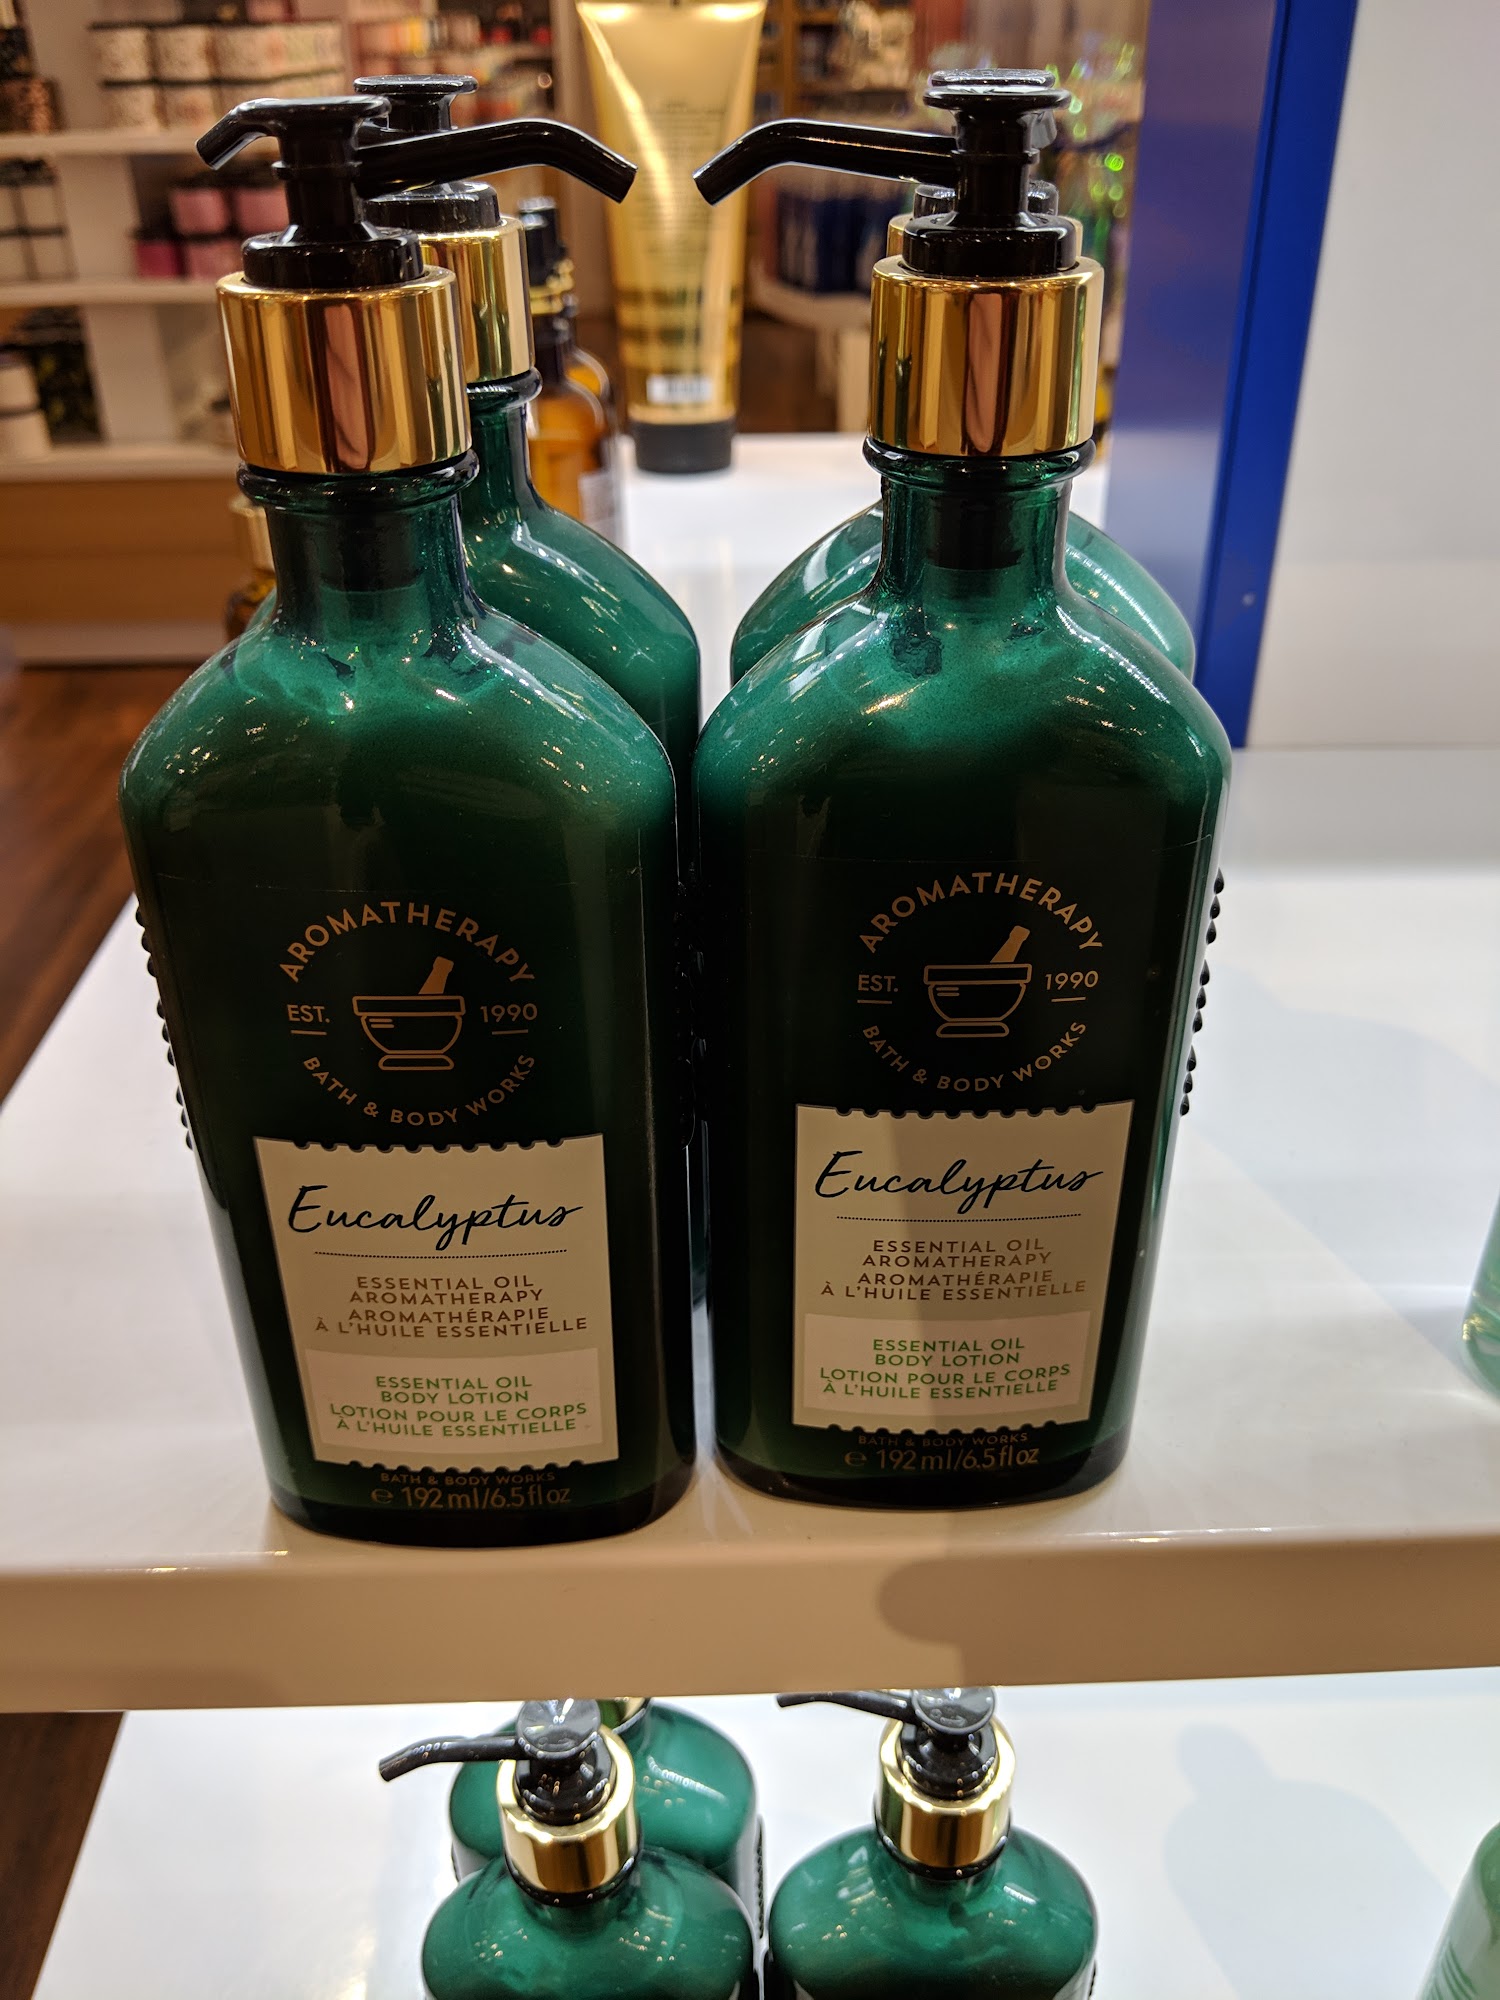 AROMATHERAPY
EST. 1990
BATH & BODY WORKS
Eucalyptus
ESSENTIAL OIL
AROMATHERAPY
AROMATHÉRAPIE
À L'HUILE ESSENTIELLE
ESSENTIAL OIL
BODY LOTION
LOTION POUR LE CORPS
À L'HUILE ESSENTIELLE
BATH & BODY WORKS
℮ 192 ml/6.5 fl oz
AROMATHERAPY
EST. 1990
BATH & BODY WORKS
Eucalyptus
ESSENTIAL OIL
AROMATHERAPY
AROMATHÉRAPIE
À L'HUILE ESSENTIELLE
ESSENTIAL OIL
BODY LOTION
LOTION POUR LE CORPS
À L'HUILE ESSENTIELLE
BATH & BODY WORKS
℮ 192 ml/6.5 fl oz